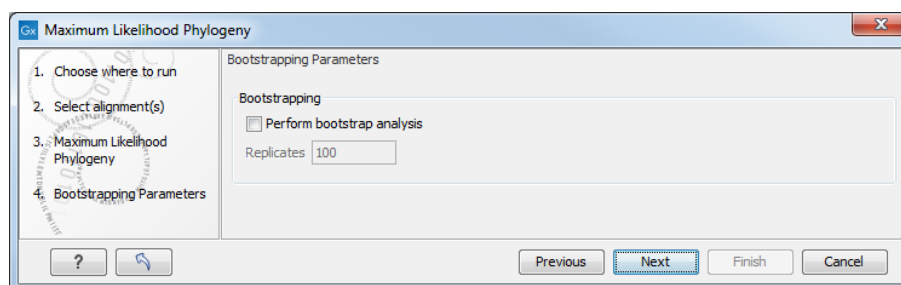 Gx Maximum Likelihood Phylogeny
1. Choose where to run
2. Select alignment(s)
3. Maximum Likelihood
Phylogeny
4. Bootstrapping Parameters
Bootstrapping Parameters
Bootstrapping
Perform bootstrap analysis
Replicates 100
? Previous Next Finish Cancel